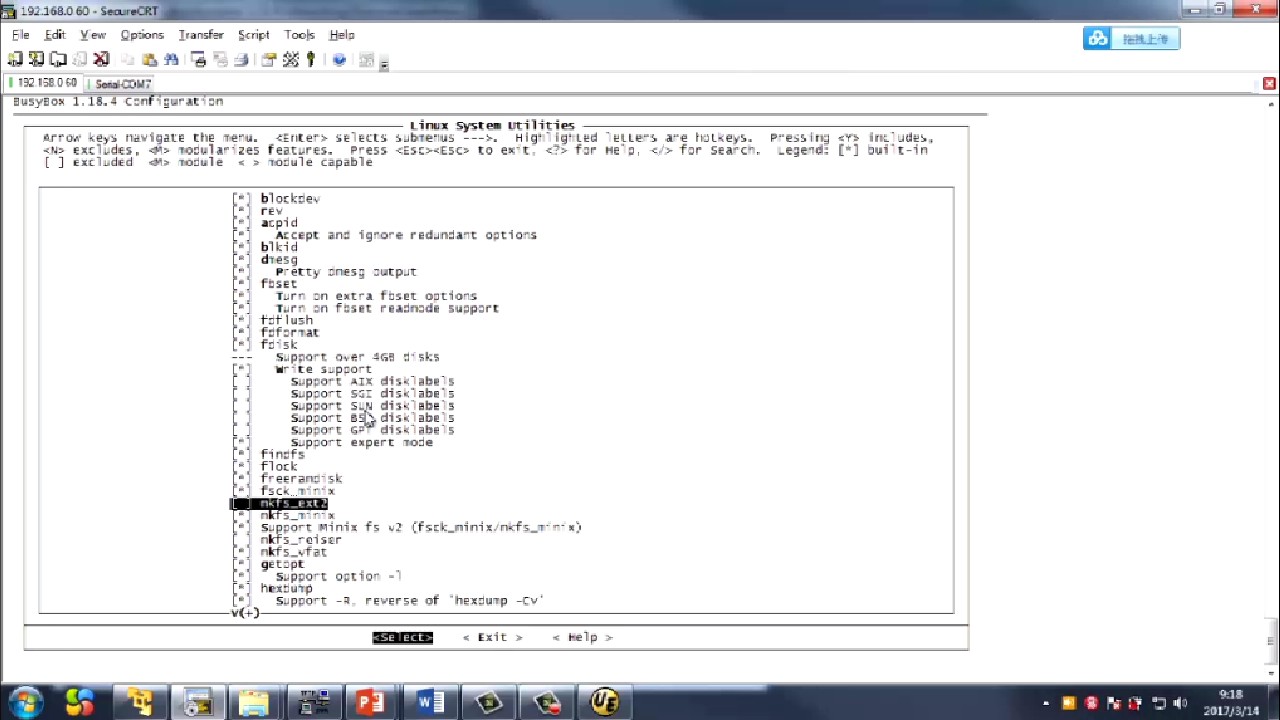 192.168.0.60 - SecureCRT
File Edit View Options Transfer Script Tools Help
拖拽上传
192.168.0.60 Serial-COM7
BusyBox 1.18.4 Configuration
Linux System Utilities
Arrow keys navigate the menu. <Enter> selects submenus --->. Highlighted letters are hotkeys. Pressing <Y> includes,
<N> excludes, <M> modularizes features. Press <Esc><Esc> to exit, <?> for Help, </> for Search. Legend: [*] built-in
[ ] excluded <M> module < > module capable
[*] blockdev
[*] rev
[*] acpid
[*] Accept and ignore redundant options
[*] blkid
[*] dmesg
[*] Pretty dmesg output
[*] fbset
[*] Turn on extra fbset options
[*] Turn on fbset readmode support
[*] fdflush
[*] fdformat
[*] fdisk
--- Support over 4GB disks
[*] Write support
[ ] Support AIX disklabels
[ ] Support SGI disklabels
[ ] Support SUN disklabels
[ ] Support BSD disklabels
[ ] Support GPT disklabels
[*] Support expert mode
[*] findfs
[*] flock
[*] freeramdisk
[*] fsck_minix
[ ] mkfs_ext2
[*] mkfs_minix
[*] Support Minix fs v2 (fsck_minix/mkfs_minix)
[*] mkfs_reiser
[*] mkfs_vfat
[*] getopt
[*] Support option -l
[*] hexdump
[*] Support -R, reverse of 'hexdump -Cv'
v(+)
<Select> < Exit > < Help >
9:18
2017/3/14